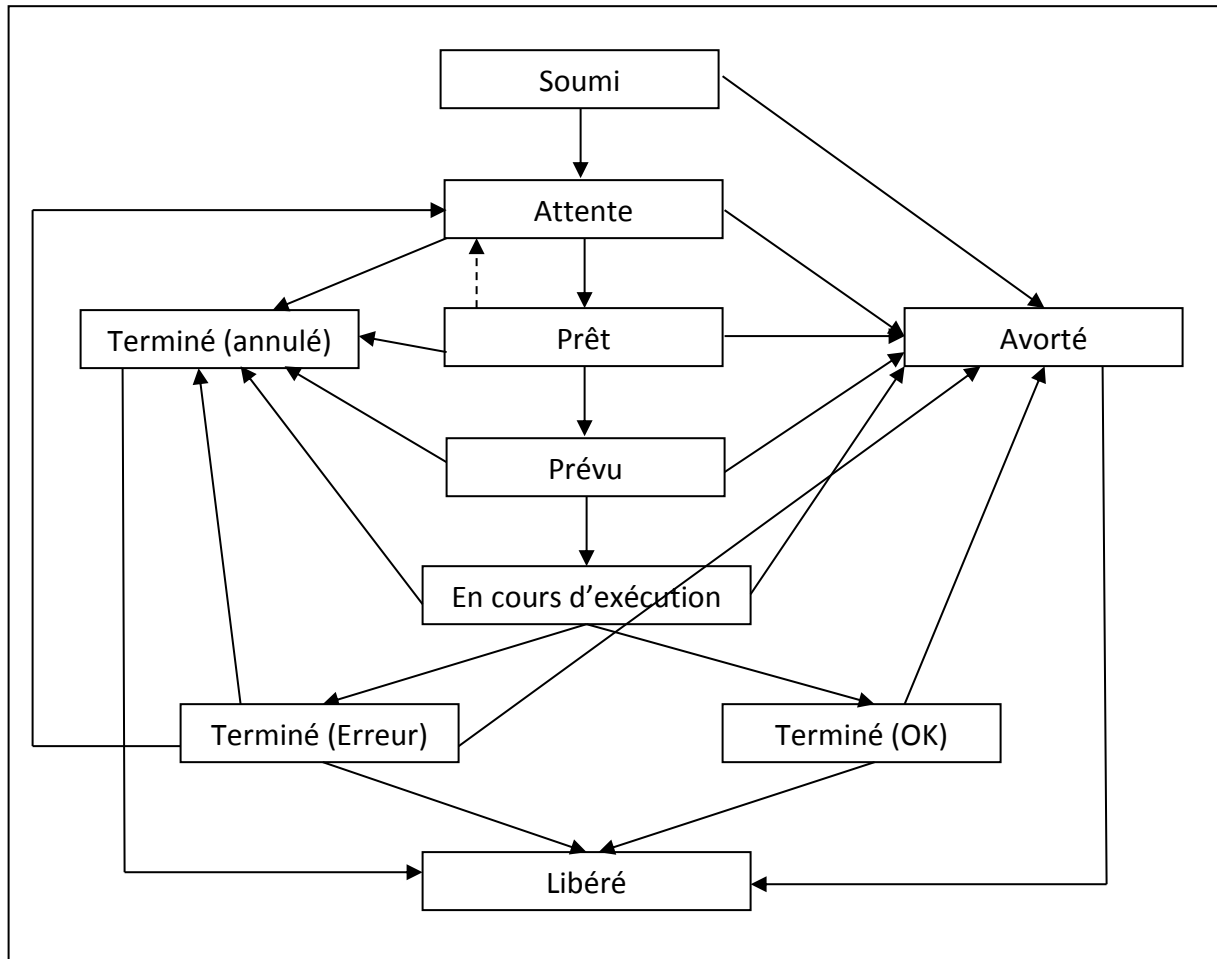 Soumi
Attente
Terminé (annulé)
Prêt
Avorté
Prévu
En cours d’exécution
Terminé (Erreur)
Terminé (OK)
Libéré